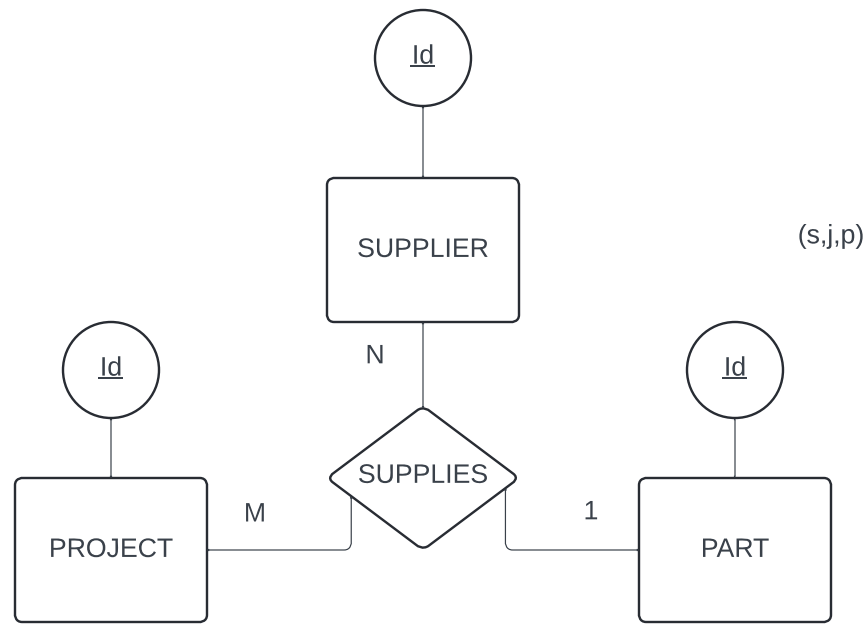 Id
SUPPLIER
(s,j,p)
N
Id
Id
SUPPLIES
M
1
PROJECT
PART